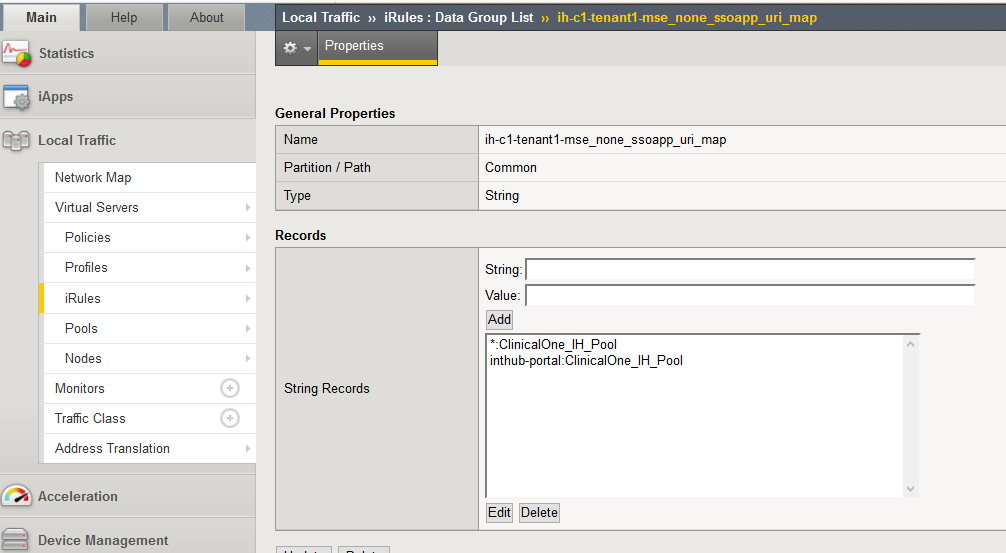 Main Help About
Local Traffic ›› iRules : Data Group List ›› ih-c1-tenant1-mse_none_ssoapp_uri_map
Statistics
iApps
Local Traffic
Network Map
Virtual Servers
Policies
Profiles
iRules
Pools
Nodes
Monitors
Traffic Class
Address Translation
Acceleration
Device Management
Properties
General Properties
Name ih-c1-tenant1-mse_none_ssoapp_uri_map
Partition / Path Common
Type String
Records
String:
Value:
Add
String Records
*:ClinicalOne_IH_Pool
inthub-portal:ClinicalOne_IH_Pool
Edit Delete